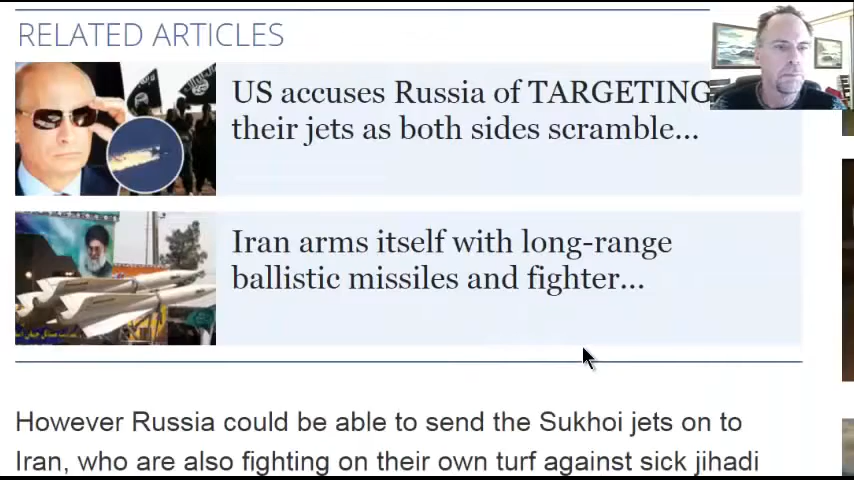 RELATED ARTICLES
US accuses Russia of TARGETING
their jets as both sides scramble...
Iran arms itself with long-range
ballistic missiles and fighter...
However Russia could be able to send the Sukhoi jets on to
Iran, who are also fighting on their own turf against sick jihadi